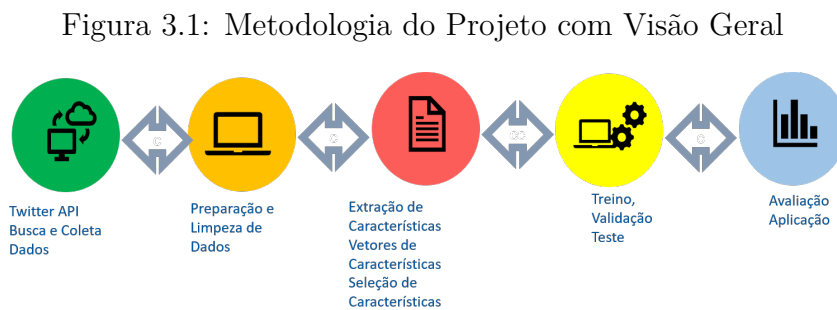 Figura 3.1: Metodologia do Projeto com Visão Geral
Twitter API
Busca e Coleta
Dados
Preparação e
Limpeza de
Dados
Extração de
Características
Vetores de
Características
Seleção de
Características
Treino,
Validação
Teste
Avaliação
Aplicação